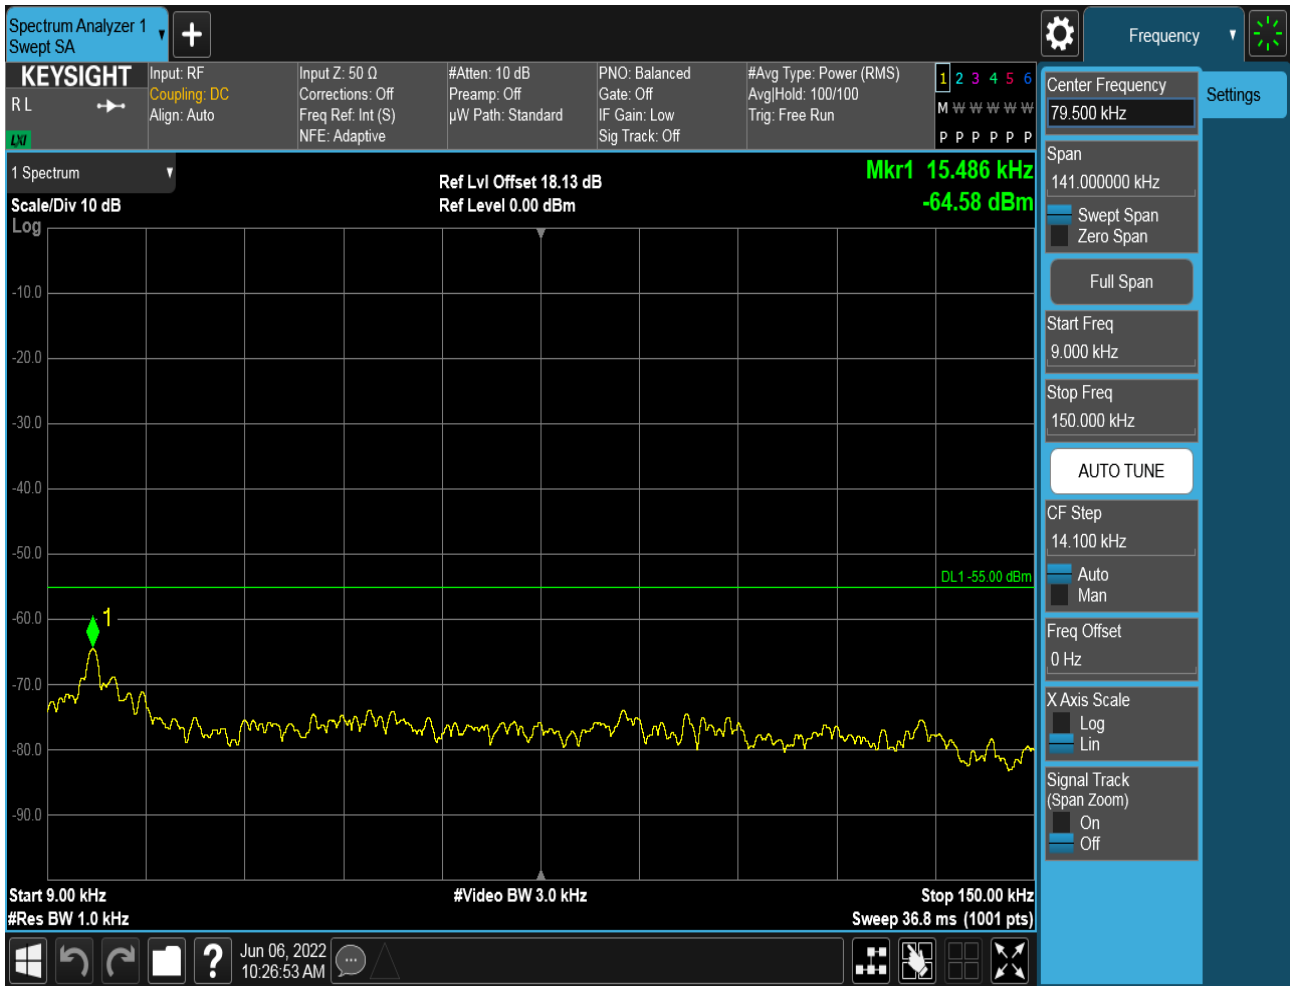 Spectrum Analyzer 1
Swept SA
Frequency
KEYSIGHT
R L
LXI
Input: RF
Coupling: DC
Align: Auto
Input Z: 50 Ω
Corrections: Off
Freq Ref: Int (S)
NFE: Adaptive
#Atten: 10 dB
Preamp: Off
µW Path: Standard
PNO: Balanced
Gate: Off
IF Gain: Low
Sig Track: Off
#Avg Type: Power (RMS)
Avg|Hold: 100/100
Trig: Free Run
1 2 3 4 5 6
M W W W W W
P P P P P P
1 Spectrum
Scale/Div 10 dB
Log
Ref Lvl Offset 18.13 dB
Ref Level 0.00 dBm
Mkr1 15.486 kHz
-64.58 dBm
-10.0
-20.0
-30.0
-40.0
-50.0
DL1 -55.00 dBm
-60.0
1
-70.0
-80.0
-90.0
Start 9.00 kHz
#Video BW 3.0 kHz
Stop 150.00 kHz
#Res BW 1.0 kHz
Sweep 36.8 ms (1001 pts)
Center Frequency
79.500 kHz
Settings
Span
141.000000 kHz
Swept Span
Zero Span
Full Span
Start Freq
9.000 kHz
Stop Freq
150.000 kHz
AUTO TUNE
CF Step
14.100 kHz
Auto
Man
Freq Offset
0 Hz
X Axis Scale
Log
Lin
Signal Track
(Span Zoom)
On
Off
?
Jun 06, 2022
10:26:53 AM